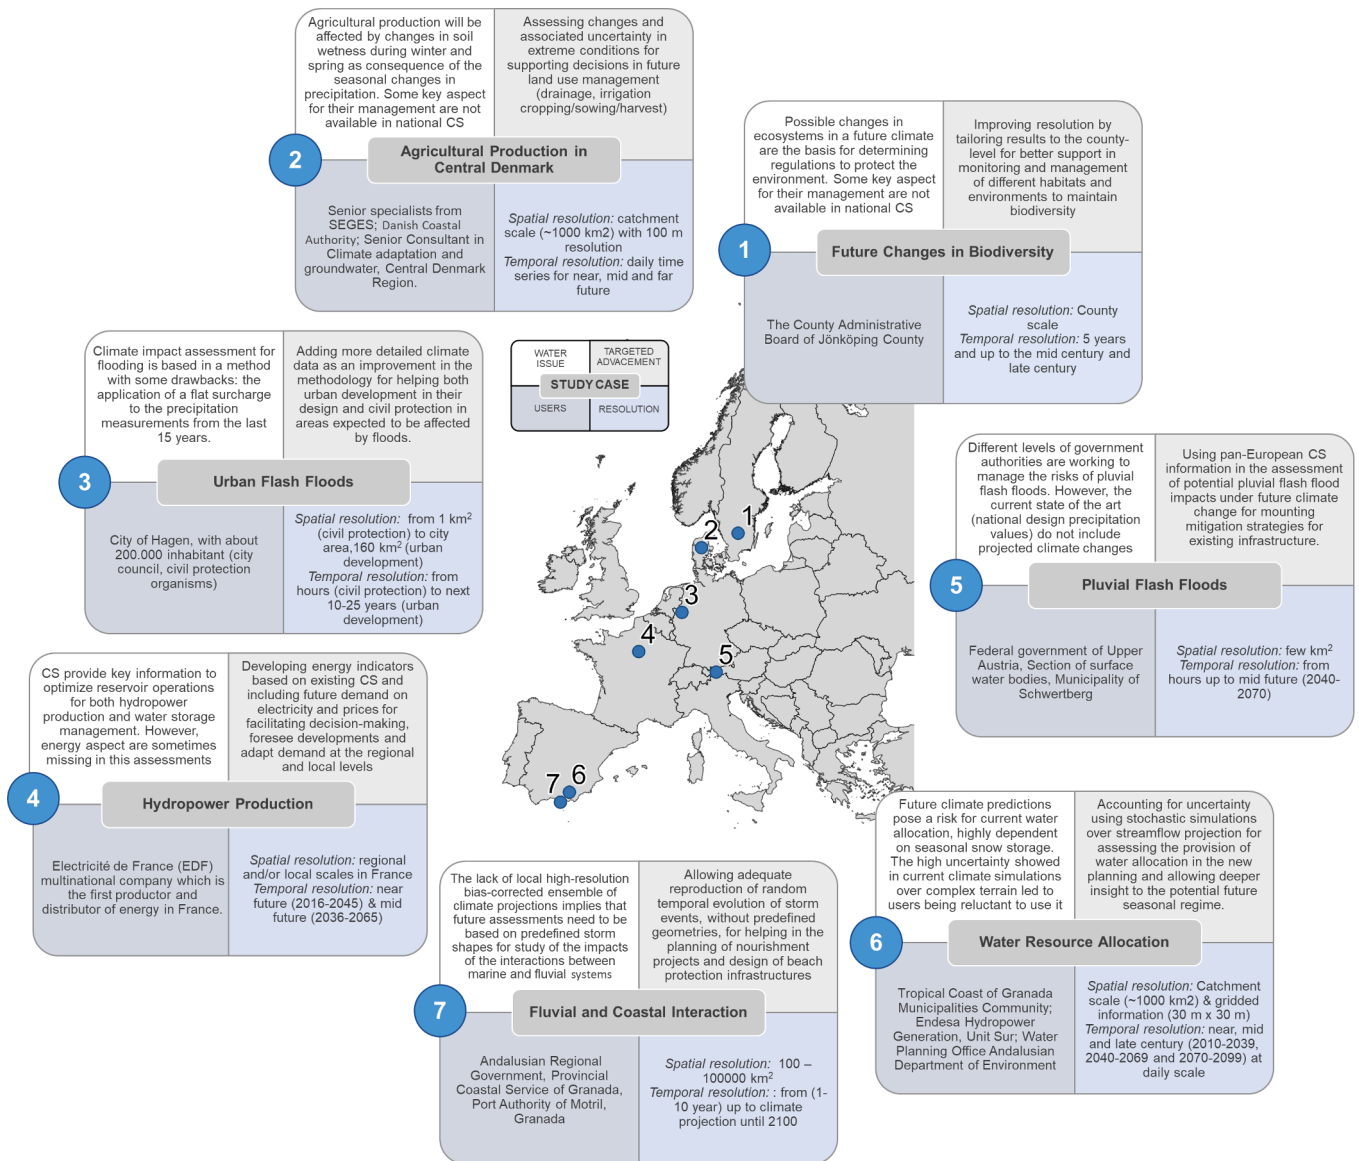 Agricultural production will be
affected by changes in soil
wetness during winter and
spring as consequence of the
seasonal changes in
precipitation. Some key aspect
for their management are not
available in national CS
Assessing changes and
associated uncertainty in
extreme conditions for
supporting decisions in future
land use management
(drainage, irrigation
cropping/sowing/harvest)
2
Agricultural Production in
Central Denmark
Senior specialists from
SEGES; Danish Coastal
Authority; Senior Consultant in
Climate adaptation and
groundwater, Central Denmark
Region.
Spatial resolution: catchment
scale (~1000 km2) with 100 m
resolution
Temporal resolution: daily time
series for near, mid and far
future
Possible changes in
ecosystems in a future climate
are the basis for determining
regulations to protect the
environment. Some key aspect
for their management are not
available in national CS
Improving resolution by
tailoring results to the county-
level for better support in
monitoring and management
of different habitats and
environments to maintain
biodiversity
1
Future Changes in Biodiversity
The County Administrative
Board of Jönköping County
Spatial resolution: County
scale
Temporal resolution: 5 years
and up to the mid century and
late century
Climate impact assessment for
flooding is based in a method
with some drawbacks: the
application of a flat surcharge
to the precipitation
measurements from the last
15 years.
Adding more detailed climate
data as an improvement in the
methodology for helping both
urban development in their
design and civil protection in
areas expected to be affected
by floods.
3
Urban Flash Floods
City of Hagen, with about
200.000 inhabitant (city
council, civil protection
organisms)
Spatial resolution: from 1 km²
(civil protection) to city
area,160 km² (urban
development)
Temporal resolution: from
hours (civil protection) to next
10-25 years (urban
development)
WATER
ISSUE
TARGETED
ADVACEMENT
STUDY CASE
USERS
RESOLUTION
1
2
3
4
5
6
7
Different levels of government
authorities are working to
manage the risks of pluvial
flash floods. However, the
current state of the art
(national design precipitation
values) do not include
projected climate changes
Using pan-European CS
information in the assessment
of potential pluvial flash flood
impacts under future climate
change for mounting
mitigation strategies for
existing infrastructure.
5
Pluvial Flash Floods
Federal government of Upper
Austria, Section of surface
water bodies, Municipality of
Schwertberg
Spatial resolution: few km²
Temporal resolution: from
hours up to mid future (2040-
2070)
CS provide key information to
optimize reservoir operations
for both hydropower
production and water storage
management. However,
energy aspect are sometimes
missing in this assessments
Developing energy indicators
based on existing CS and
including future demand on
electricity and prices for
facilitating decision-making,
foresee developments and
adapt demand at the regional
and local levels
4
Hydropower Production
Electricité de France (EDF)
multinational company which is
the first productor and
distributor of energy in France.
Spatial resolution: regional
and/or local scales in France
Temporal resolution: near
future (2016-2045) & mid
future (2036-2065)
The lack of local high-resolution
bias-corrected ensemble of
climate projections implies that
future assessments need to be
based on predefined storm
shapes for study of the impacts
of the interactions between
marine and fluvial systems
Allowing adequate
reproduction of random
temporal evolution of storm
events, without predefined
geometries, for helping in the
planning of nourishment
projects and design of beach
protection infrastructures
7
Fluvial and Coastal Interaction
Andalusian Regional
Government, Provincial
Coastal Service of Granada,
Port Authority of Motril,
Granada
Spatial resolution: 100 –
100000 km²
Temporal resolution: : from (1-
10 year) up to climate
projection until 2100
Future climate predictions
pose a risk for current water
allocation, highly dependent
on seasonal snow storage.
The high uncertainty showed
in current climate simulations
over complex terrain led to
users being reluctant to use it
Accounting for uncertainty
using stochastic simulations
over streamflow projection for
assessing the provision of
water allocation in the new
planning and allowing deeper
insight to the potential future
seasonal regime.
6
Water Resource Allocation
Tropical Coast of Granada
Municipalities Community;
Endesa Hydropower
Generation, Unit Sur; Water
Planning Office Andalusian
Department of Environment
Spatial resolution: Catchment
scale (~1000 km2) & gridded
information (30 m x 30 m)
Temporal resolution: near, mid
and late century (2010-2039,
2040-2069 and 2070-2099) at
daily scale